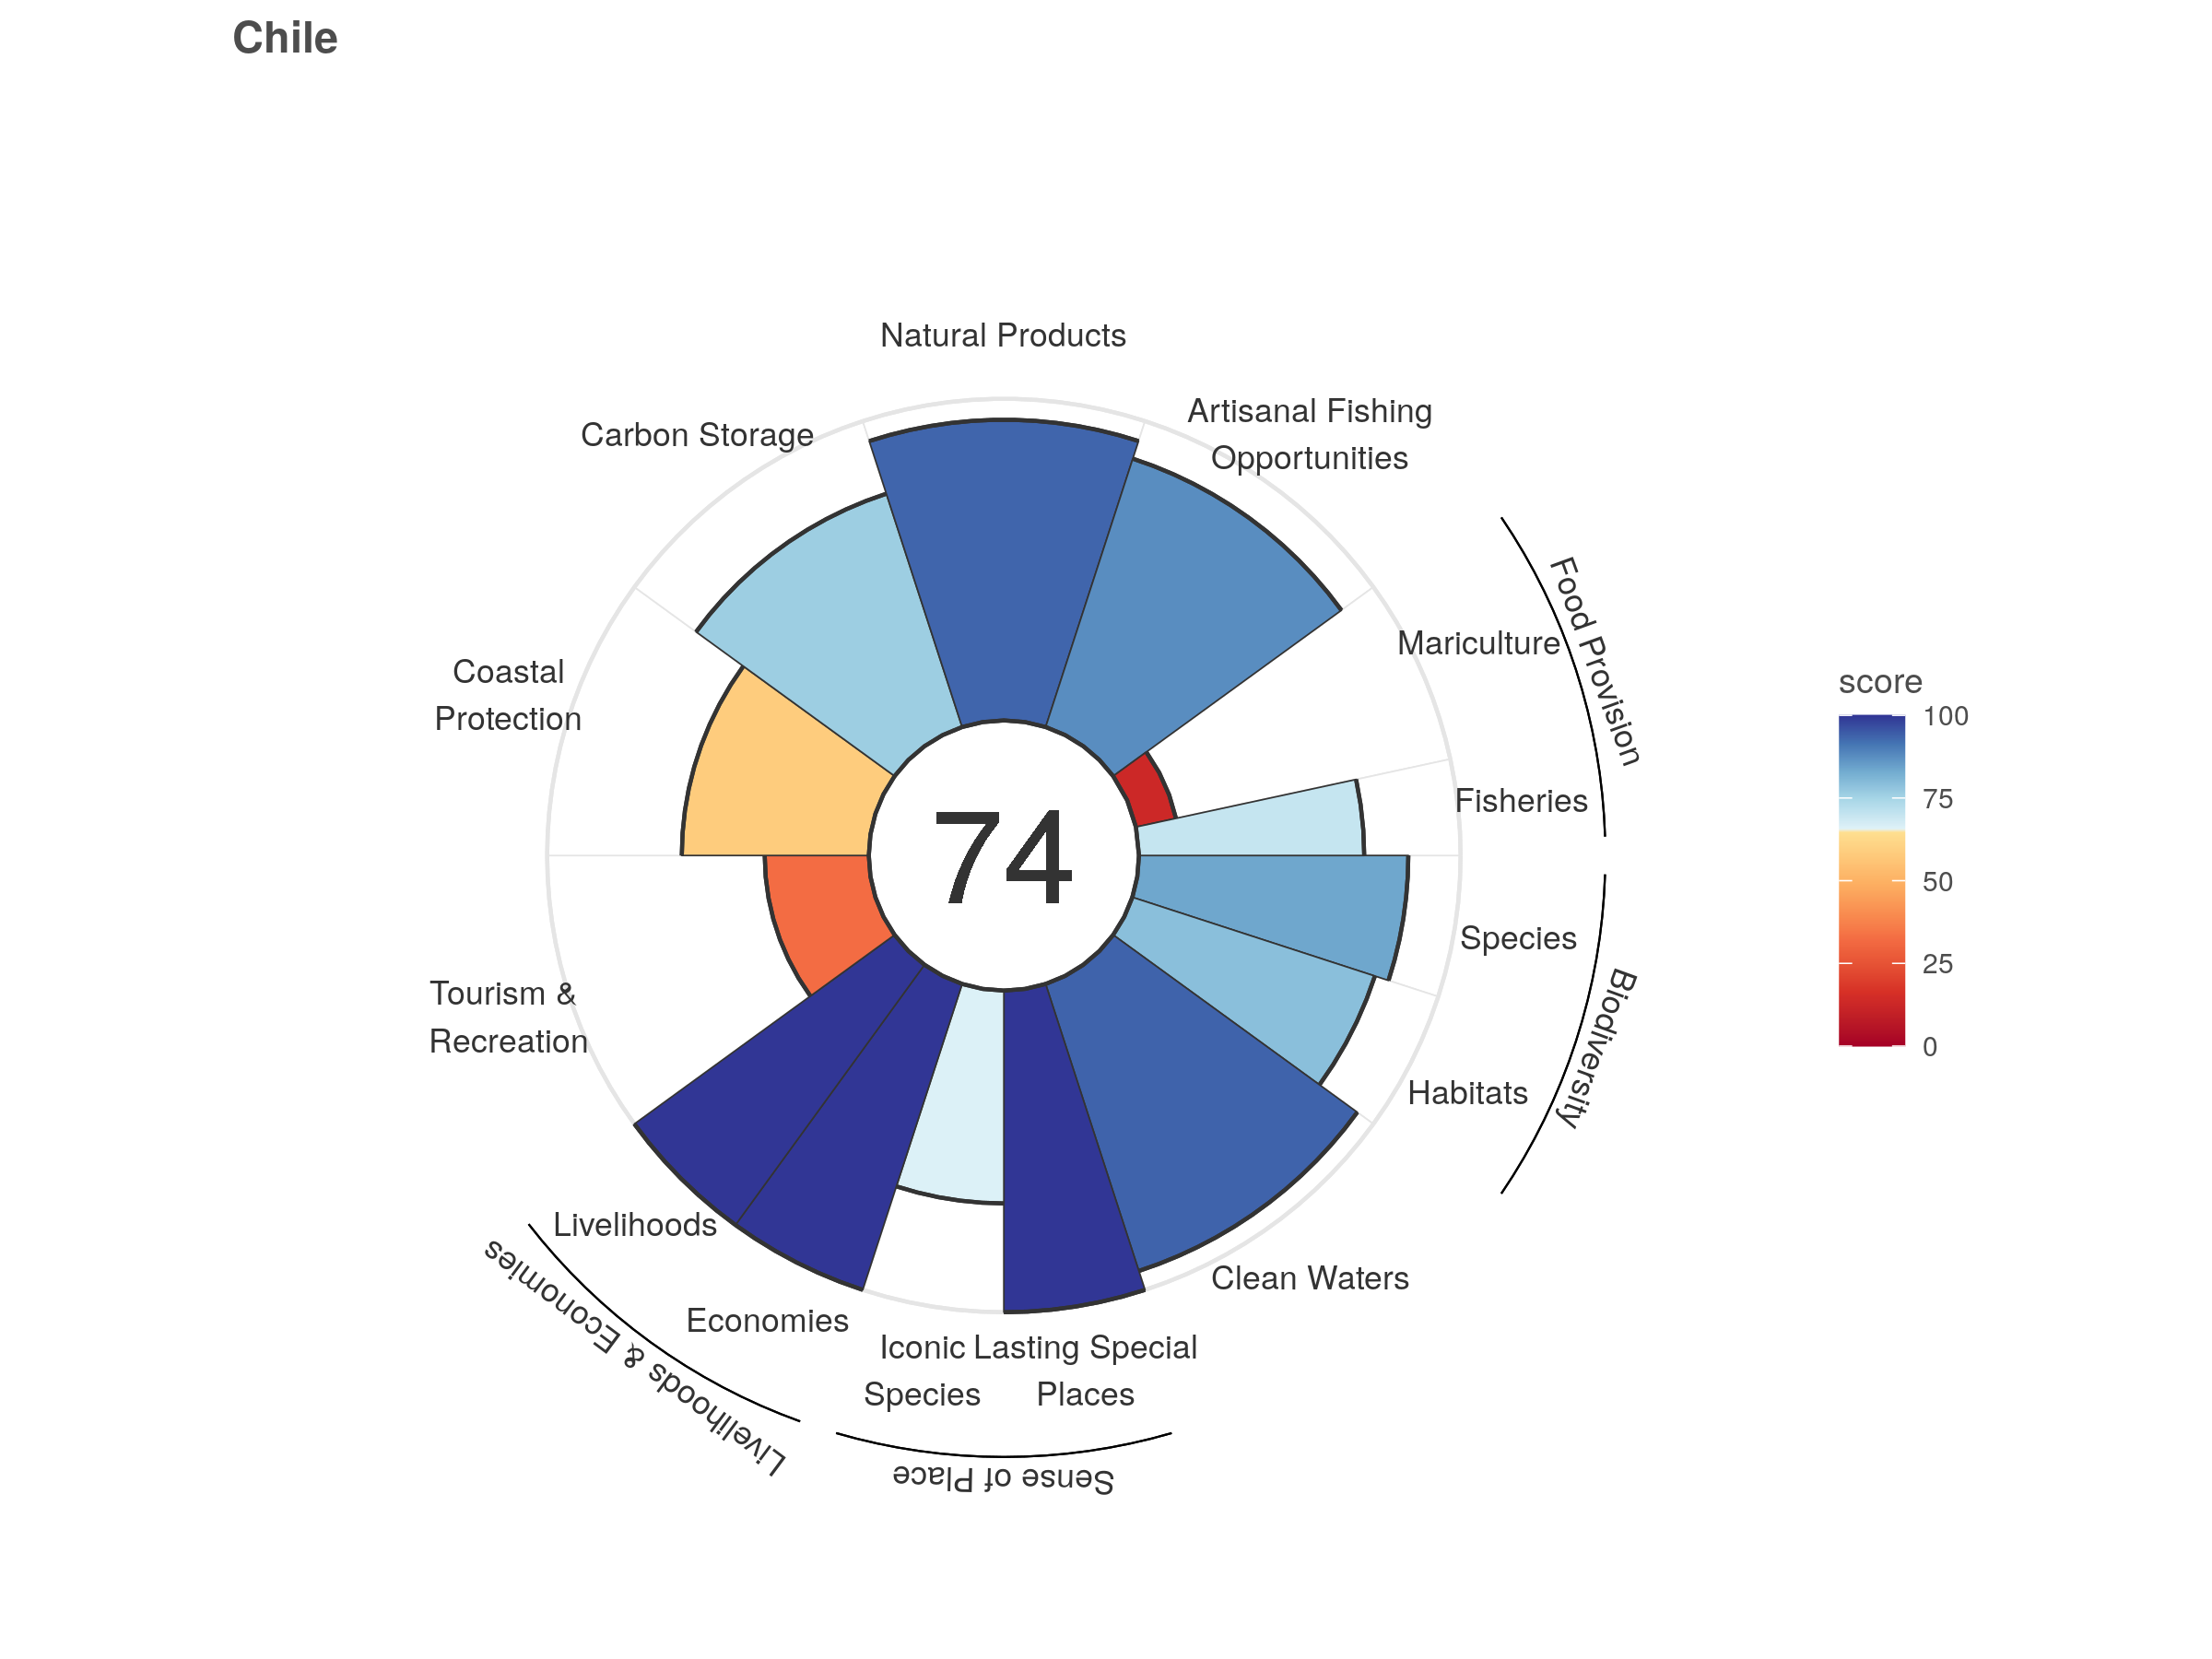 Chile
Natural Products
Artisanal Fishing
Opportunities
Carbon Storage
Food Provision
Mariculture
Coastal
Protection
Fisheries
74
Species
Biodiversity
Tourism &
Recreation
Habitats
Livelihoods
Clean Waters
Economies
Iconic
Species
Lasting Special
Places
Livelihoods & Economies
Sense of Place
score
100
75
50
25
0